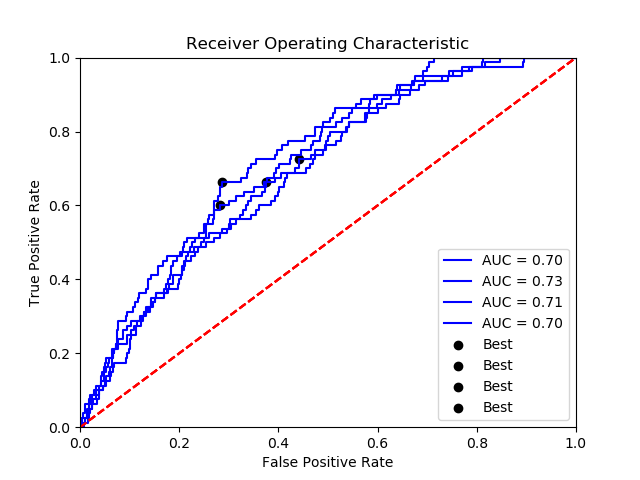 Receiver Operating Characteristic
True Positive Rate
1.0
0.8
0.6
0.4
0.2
0.0
AUC = 0.70
AUC = 0.73
AUC = 0.71
AUC = 0.70
Best
Best
Best
Best
0.0 0.2 0.4 0.6 0.8 1.0
False Positive Rate